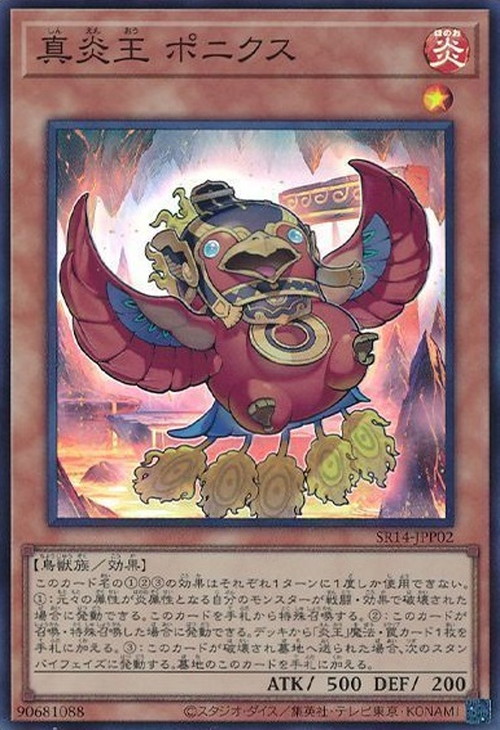 真炎王 ポニクス
炎
SR14-JPP02
【鳥獣族／効果】
このカード名の①②③の効果はそれぞれ１ターンに１度しか使用できない。
①：元々の属性が炎属性となる自分のモンスターが戦闘・効果で破壊された
場合に発動できる。このカードを手札から特殊召喚する。②：このカードが
召喚・特殊召喚した場合に発動できる。デッキから「炎王」魔法・罠カード１枚を
手札に加える。③：このカードが破壊され墓地へ送られた場合、次のスタン
バイフェイズに発動する。墓地のこのカードを手札に加える。
ATK/ 500 DEF/ 200
90681088
©スタジオ・ダイス／集英社・テレビ東京・KONAMI